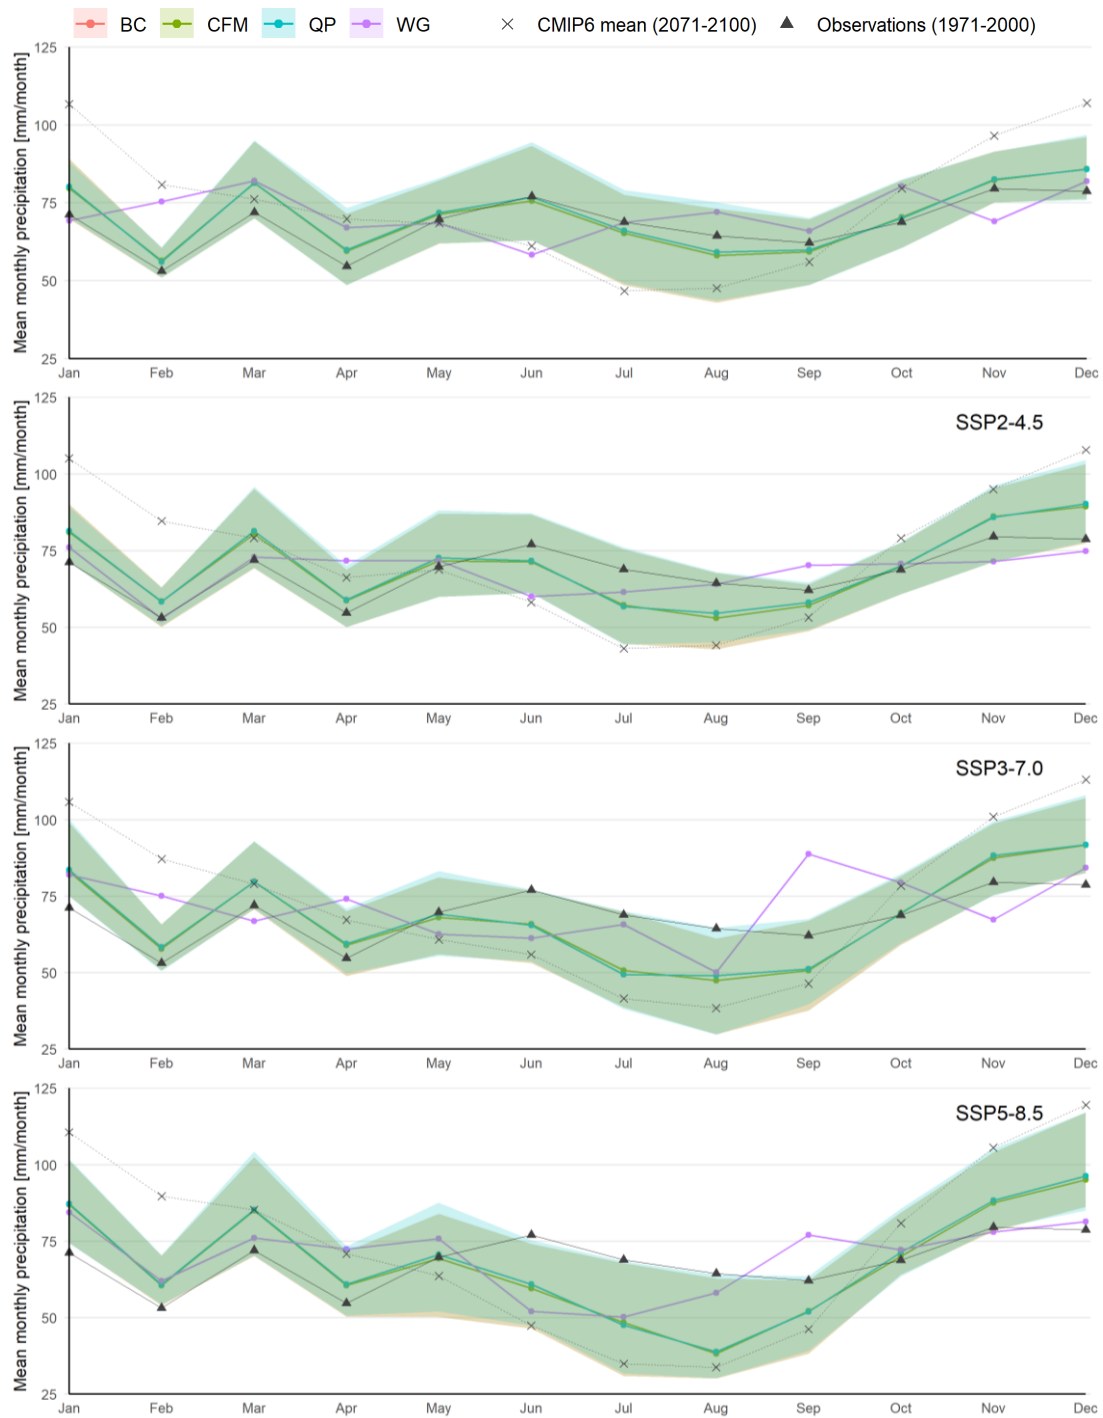 BC CFM QP WG CMIP6 mean (2071-2100) Observations (1971-2000)
Mean monthly precipitation [mm/month]
125
100
75
50
25
Jan Feb Mar Apr May Jun Jul Aug Sep Oct Nov Dec
SSP2-4.5
Mean monthly precipitation [mm/month]
125
100
75
50
25
Jan Feb Mar Apr May Jun Jul Aug Sep Oct Nov Dec
SSP3-7.0
Mean monthly precipitation [mm/month]
125
100
75
50
25
Jan Feb Mar Apr May Jun Jul Aug Sep Oct Nov Dec
SSP5-8.5
Mean monthly precipitation [mm/month]
125
100
75
50
25
Jan Feb Mar Apr May Jun Jul Aug Sep Oct Nov Dec